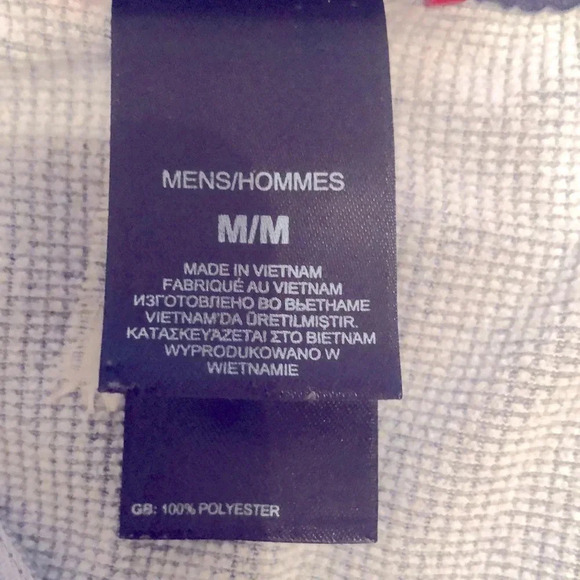 MENS/HOMMES
M/M
MADE IN VIETNAM
FABRIQUÉ AU VIETNAM
ИЗГОТОВЛЕНО ВО ВЬЕТНАМЕ
VIETNAM'DA ÜRETILMIŞTIR.
ΚΑΤΑΣΚΕΥΆΖΕΤΑΙ ΣΤΟ ΒΙΕΤΝΑΜ
WYPRODUKOWANO W
WIETNAMIE
GB: 100% POLYESTER